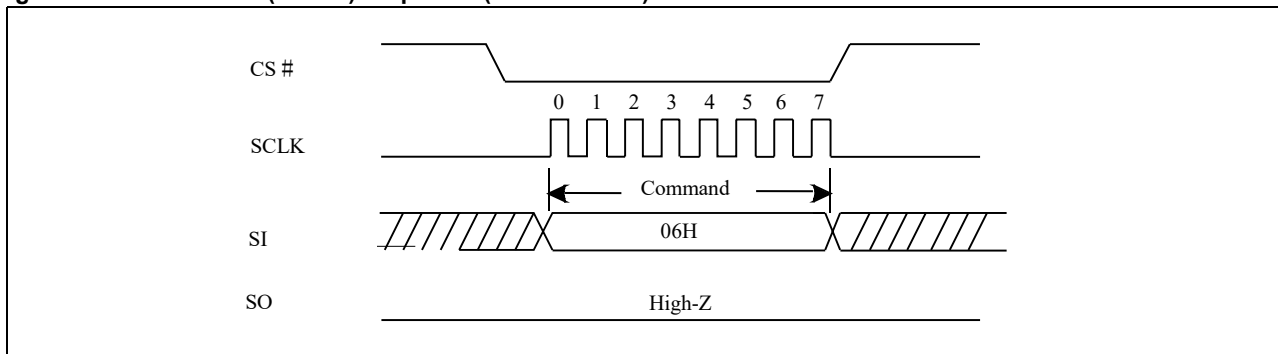 CS #
0 1 2 3 4 5 6 7
SCLK
Command
SI
06H
SO
High-Z